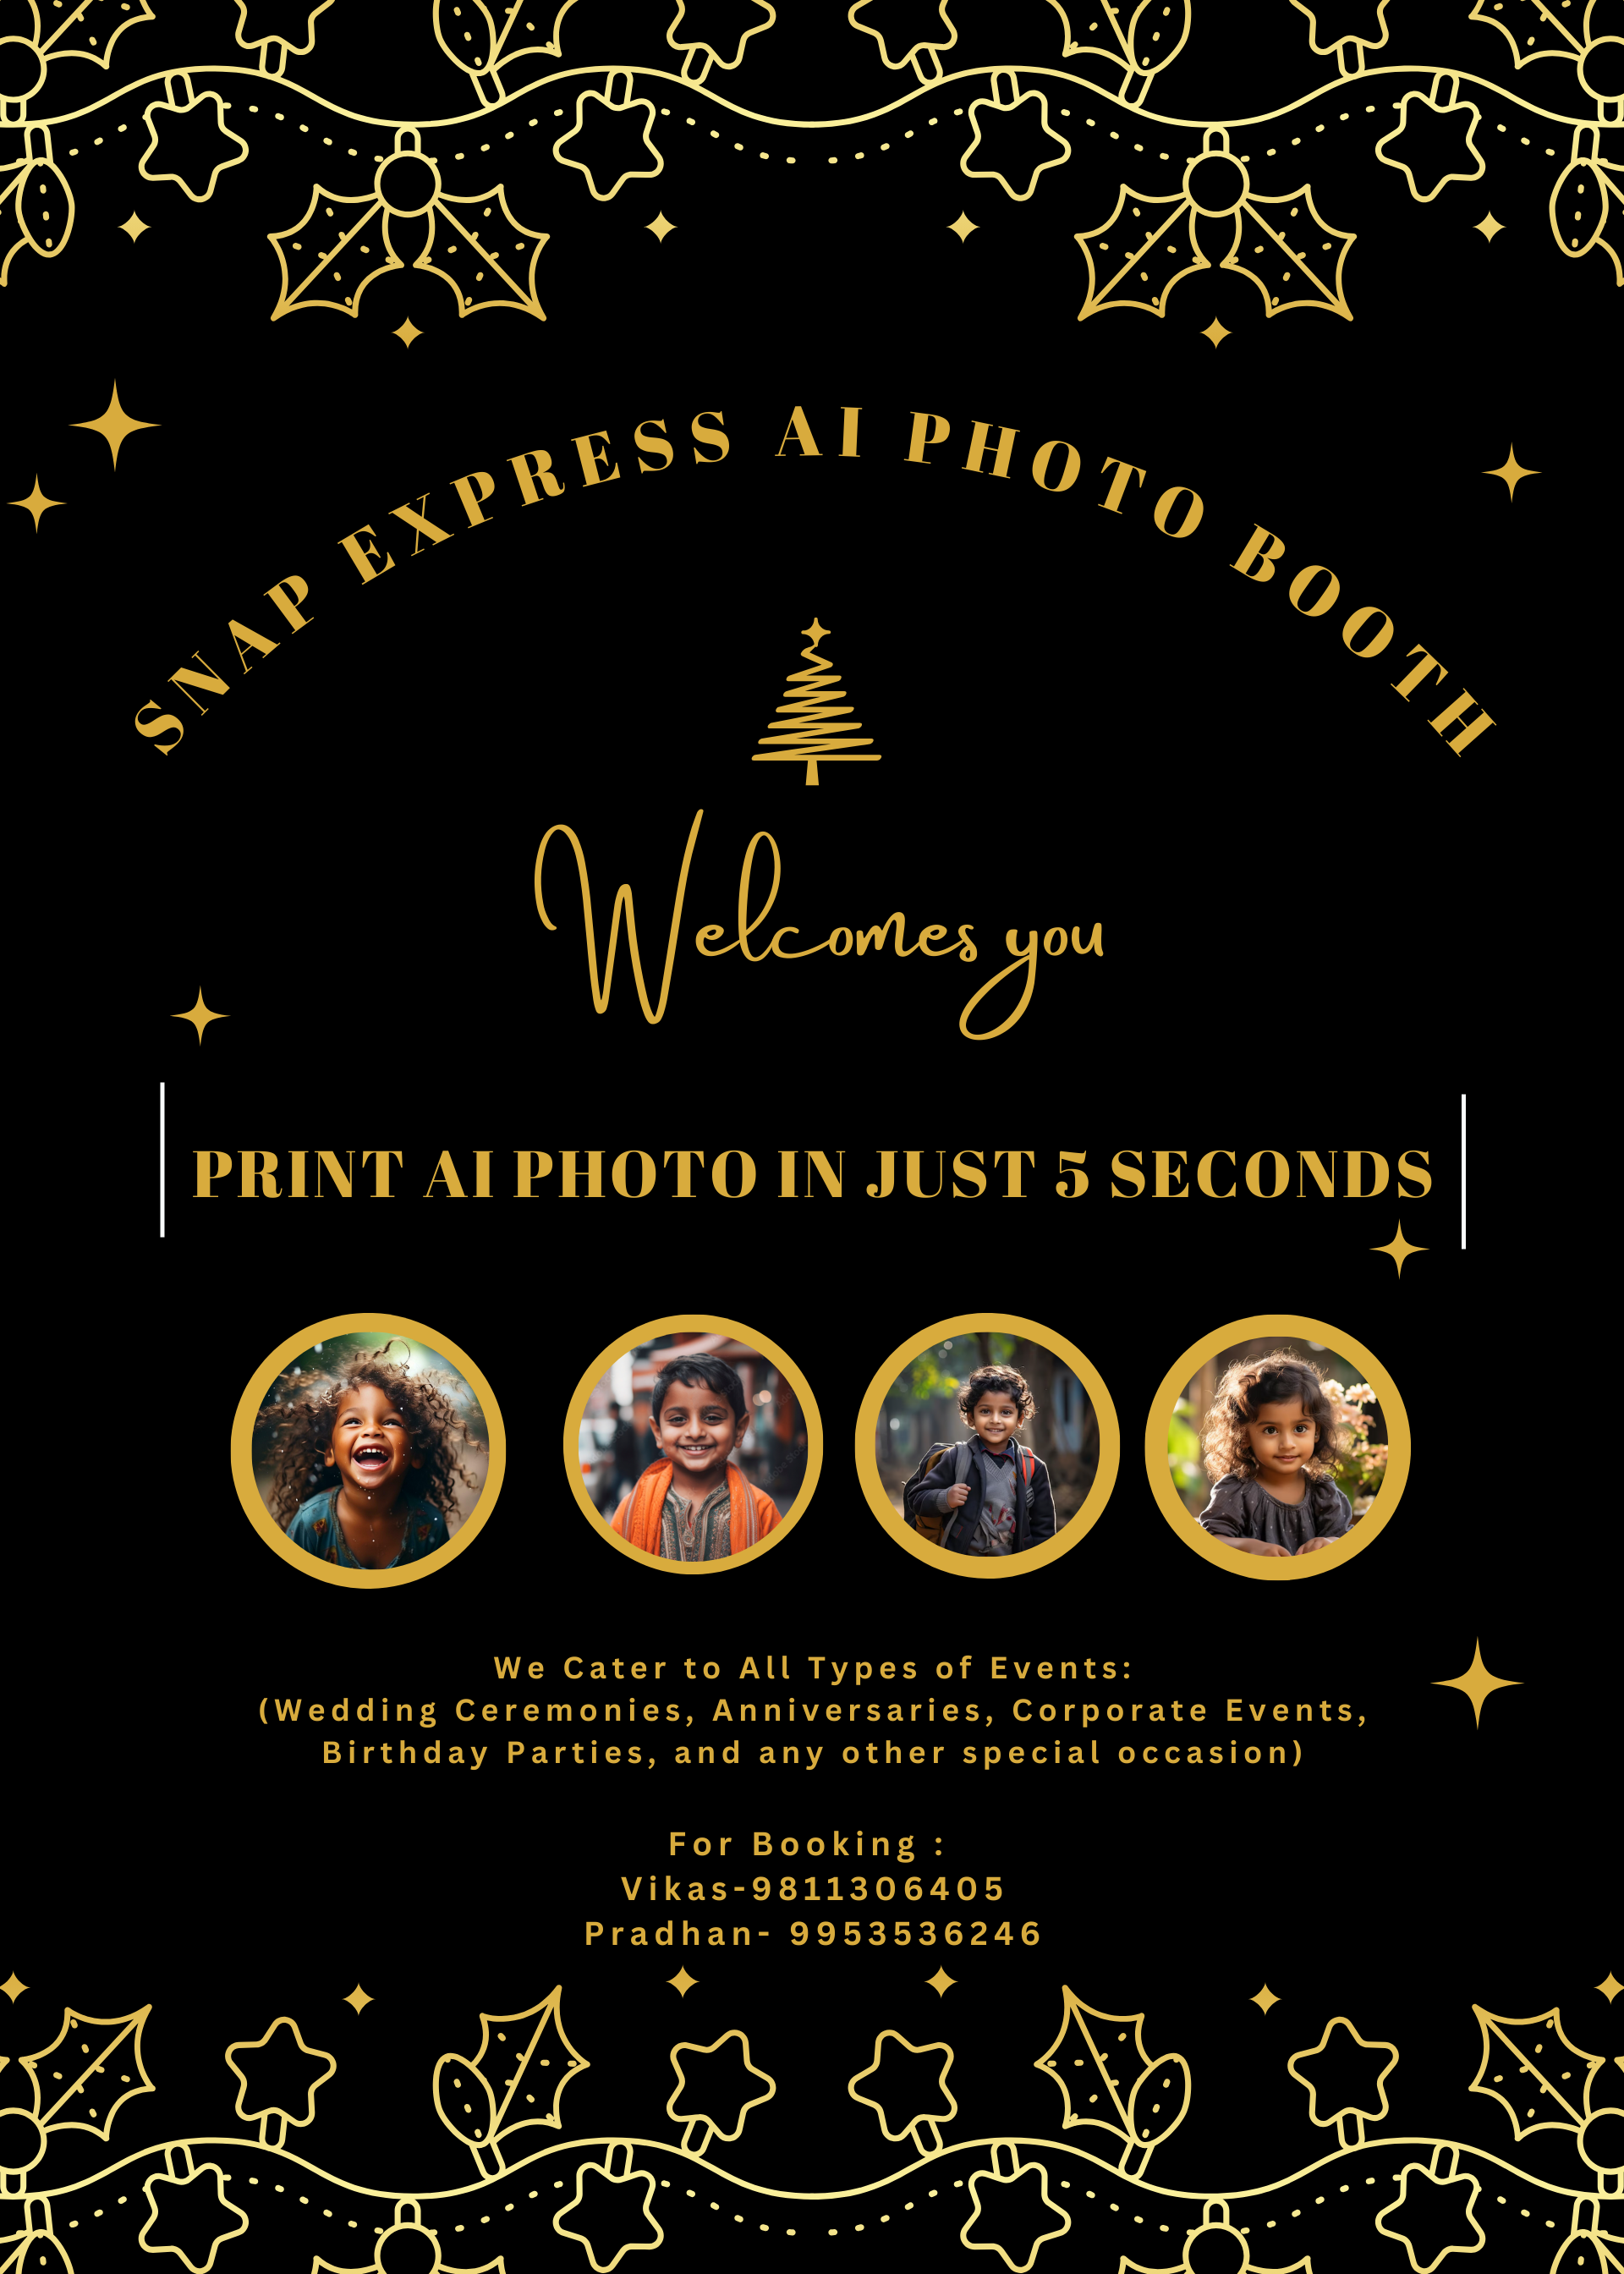 SNAP EXPRESS AI PHOTO BOOTH
Welcomes you
PRINT AI PHOTO IN JUST 5 SECONDS
We Cater to All Types of Events:
(Wedding Ceremonies, Anniversaries, Corporate Events,
Birthday Parties, and any other special occasion)
For Booking :
Vikas-9811306405
Pradhan- 9953536246